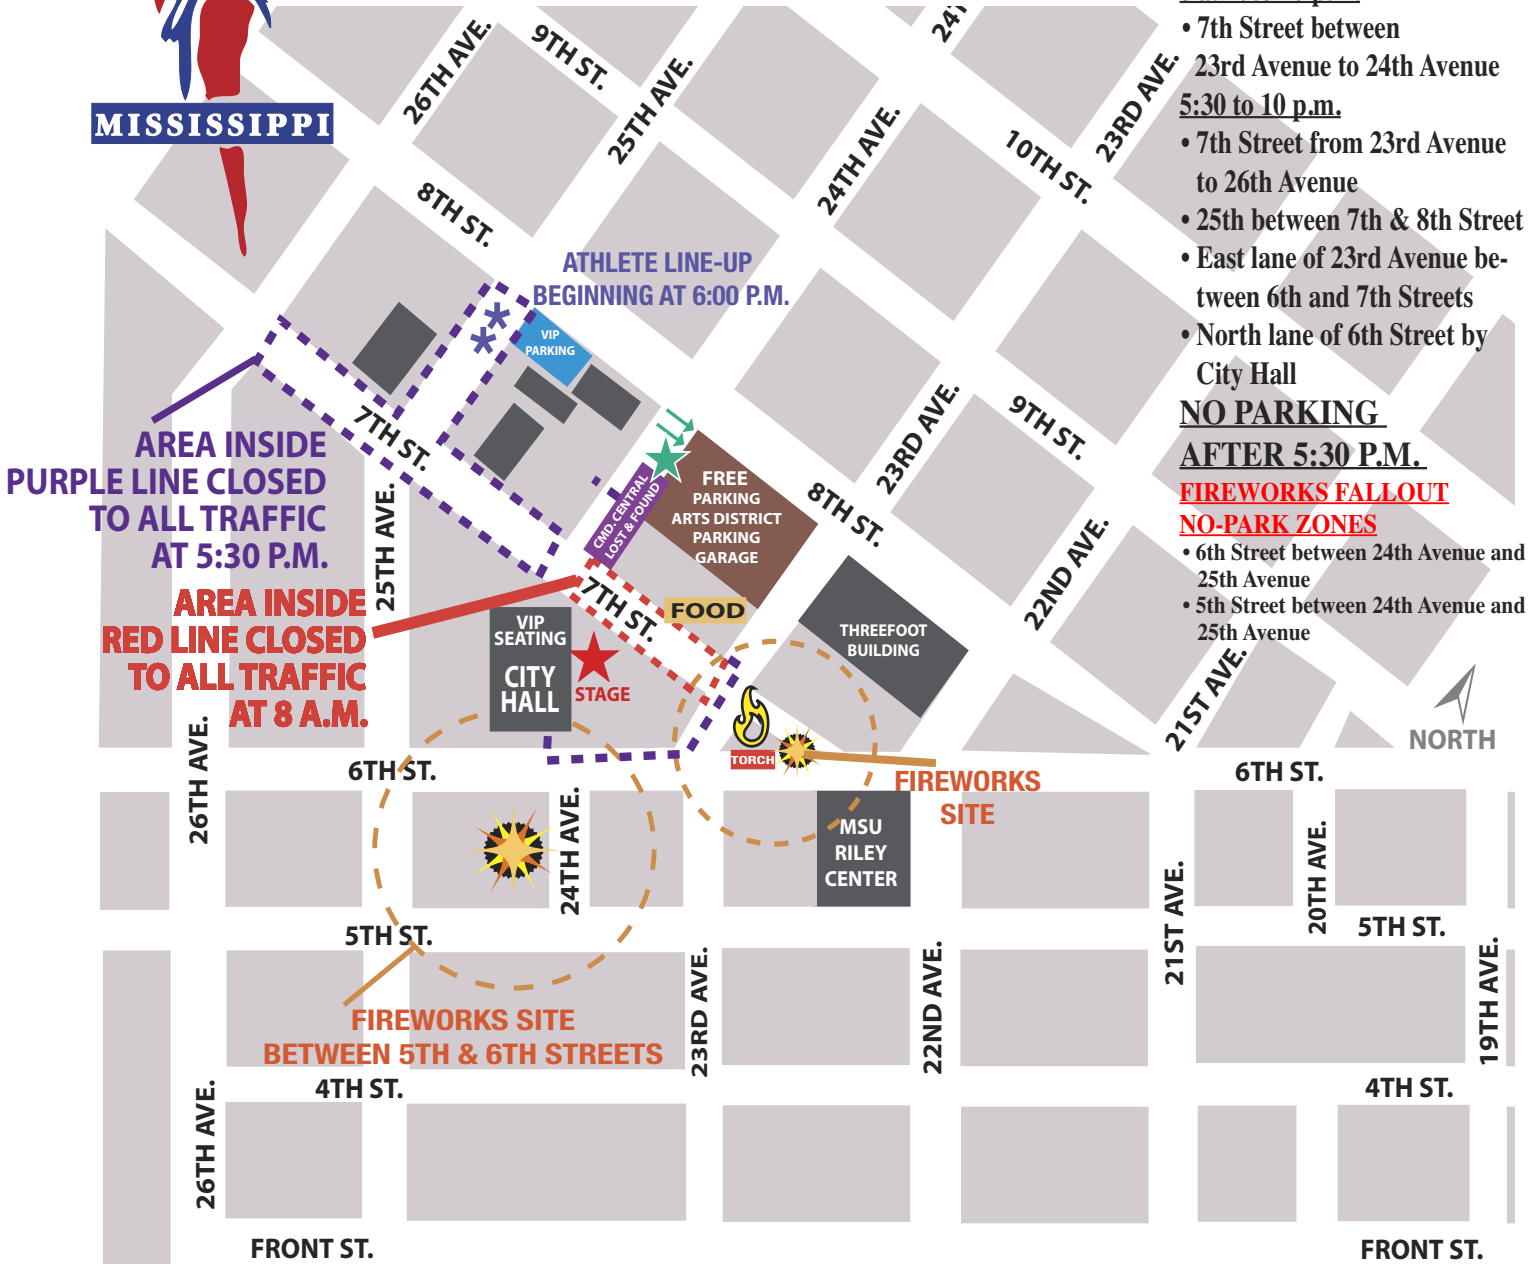 MISSISSIPPI
• 7th Street between
23rd Avenue to 24th Avenue
5:30 to 10 p.m.
• 7th Street from 23rd Avenue
to 26th Avenue
• 25th between 7th & 8th Street
• East lane of 23rd Avenue be-
tween 6th and 7th Streets
• North lane of 6th Street by
City Hall
NO PARKING
AFTER 5:30 P.M.
FIREWORKS FALLOUT
NO-PARK ZONES
• 6th Street between 24th Avenue and
25th Avenue
• 5th Street between 24th Avenue and
25th Avenue
26TH AVE.
9TH ST.
25TH AVE.
24TH AVE.
23RD AVE.
10TH ST.
8TH ST.
ATHLETE LINE-UP
BEGINNING AT 6:00 P.M.
VIP
PARKING
AREA INSIDE
PURPLE LINE CLOSED
TO ALL TRAFFIC
AT 5:30 P.M.
7TH ST.
25TH AVE.
CMD. CENTRAL
LOST & FOUND
FREE
PARKING
ARTS DISTRICT
PARKING
GARAGE
8TH ST.
23RD AVE.
9TH ST.
22ND AVE.
AREA INSIDE
RED LINE CLOSED
TO ALL TRAFFIC
AT 8 A.M.
7TH ST.
FOOD
VIP
SEATING
CITY
HALL
STAGE
THREEFOOT
BUILDING
21ST AVE.
NORTH
TORCH
FIREWORKS
SITE
26TH AVE.
6TH ST.
6TH ST.
24TH AVE.
MSU
RILEY
CENTER
20TH AVE.
21ST AVE.
5TH ST.
5TH ST.
23RD AVE.
22ND AVE.
19TH AVE.
FIREWORKS SITE
BETWEEN 5TH & 6TH STREETS
4TH ST.
4TH ST.
26TH AVE.
FRONT ST.
FRONT ST.